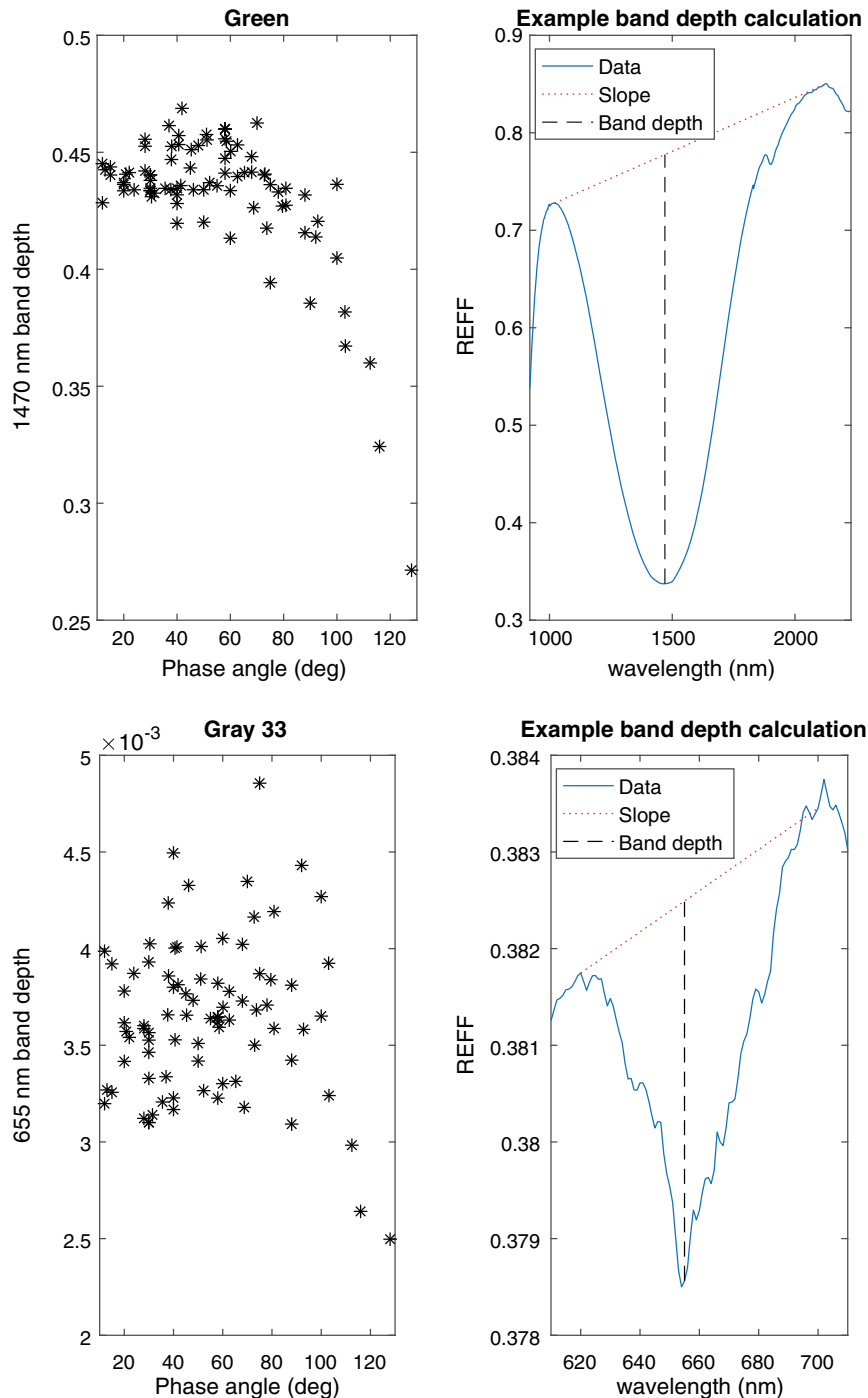 Green
0.5
0.45
0.4
0.35
0.3
0.25
1470 nm band depth
20 40 60 80 100 120
Phase angle (deg)
Example band depth calculation
0.9
0.8
0.7
0.6
0.5
0.4
0.3
REFF
Data
Slope
Band depth
1000 1500 2000
wavelength (nm)
Gray 33
× 10-3
5
4.5
4
3.5
3
2.5
2
655 nm band depth
20 40 60 80 100 120
Phase angle (deg)
Example band depth calculation
0.384
0.383
0.382
0.381
0.38
0.379
0.378
REFF
Data
Slope
Band depth
620 640 660 680 700
wavelength (nm)